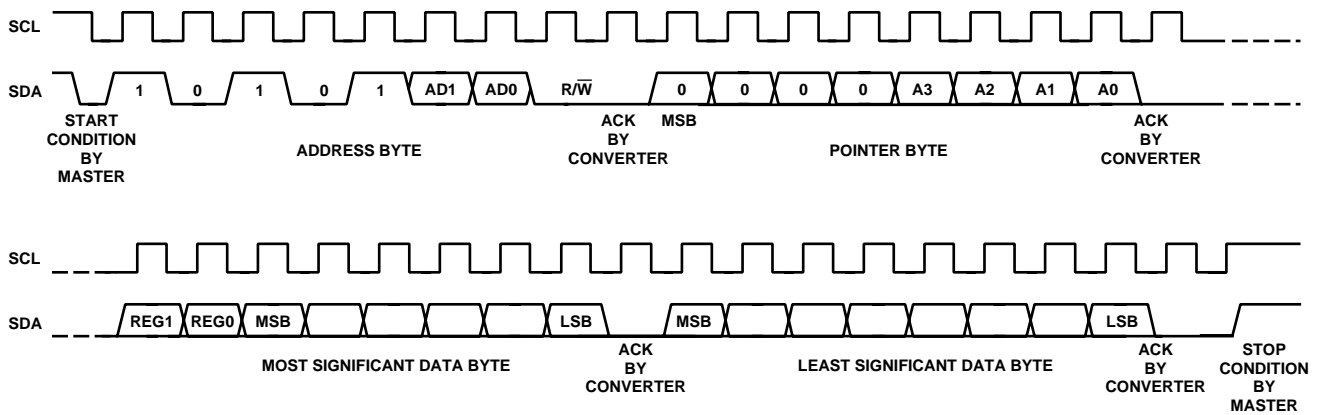 SCL
SDA 1 0 1 0 1 AD1 AD0 R/W̅ 0 0 0 0 A3 A2 A1 A0
START CONDITION BY MASTER
ADDRESS BYTE
ACK BY CONVERTER
MSB
POINTER BYTE
ACK BY CONVERTER
SCL
SDA REG1 REG0 MSB LSB MSB LSB
MOST SIGNIFICANT DATA BYTE
ACK BY CONVERTER
LEAST SIGNIFICANT DATA BYTE
ACK BY CONVERTER
STOP CONDITION BY MASTER